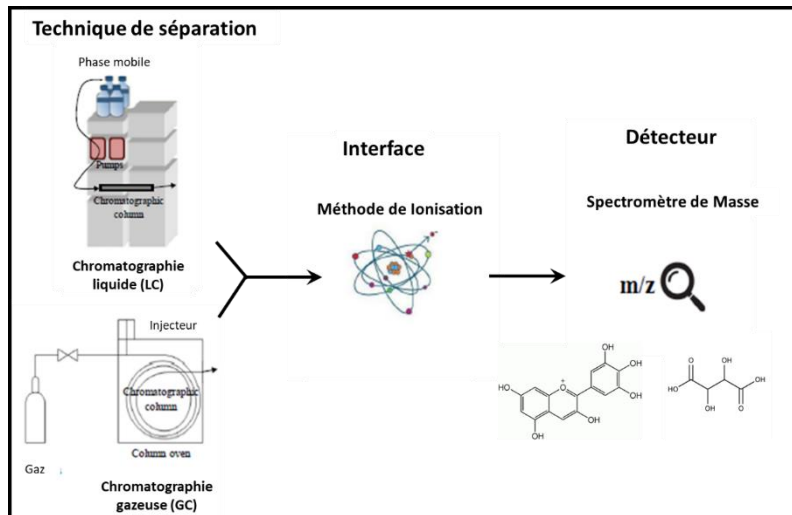 Technique de séparation
Phase mobile
Pumps
Chromatographic
column
Chromatographie
liquide (LC)
Injecteur
Chromatographic
column
Column oven
Gaz
Chromatographie
gazeuse (GC)
Interface
Méthode de Ionisation
Détecteur
Spectromètre de Masse
m/z
OH
OH
OH
HO
O
+
OH
OH
O
OH
HO
OH
OH
O